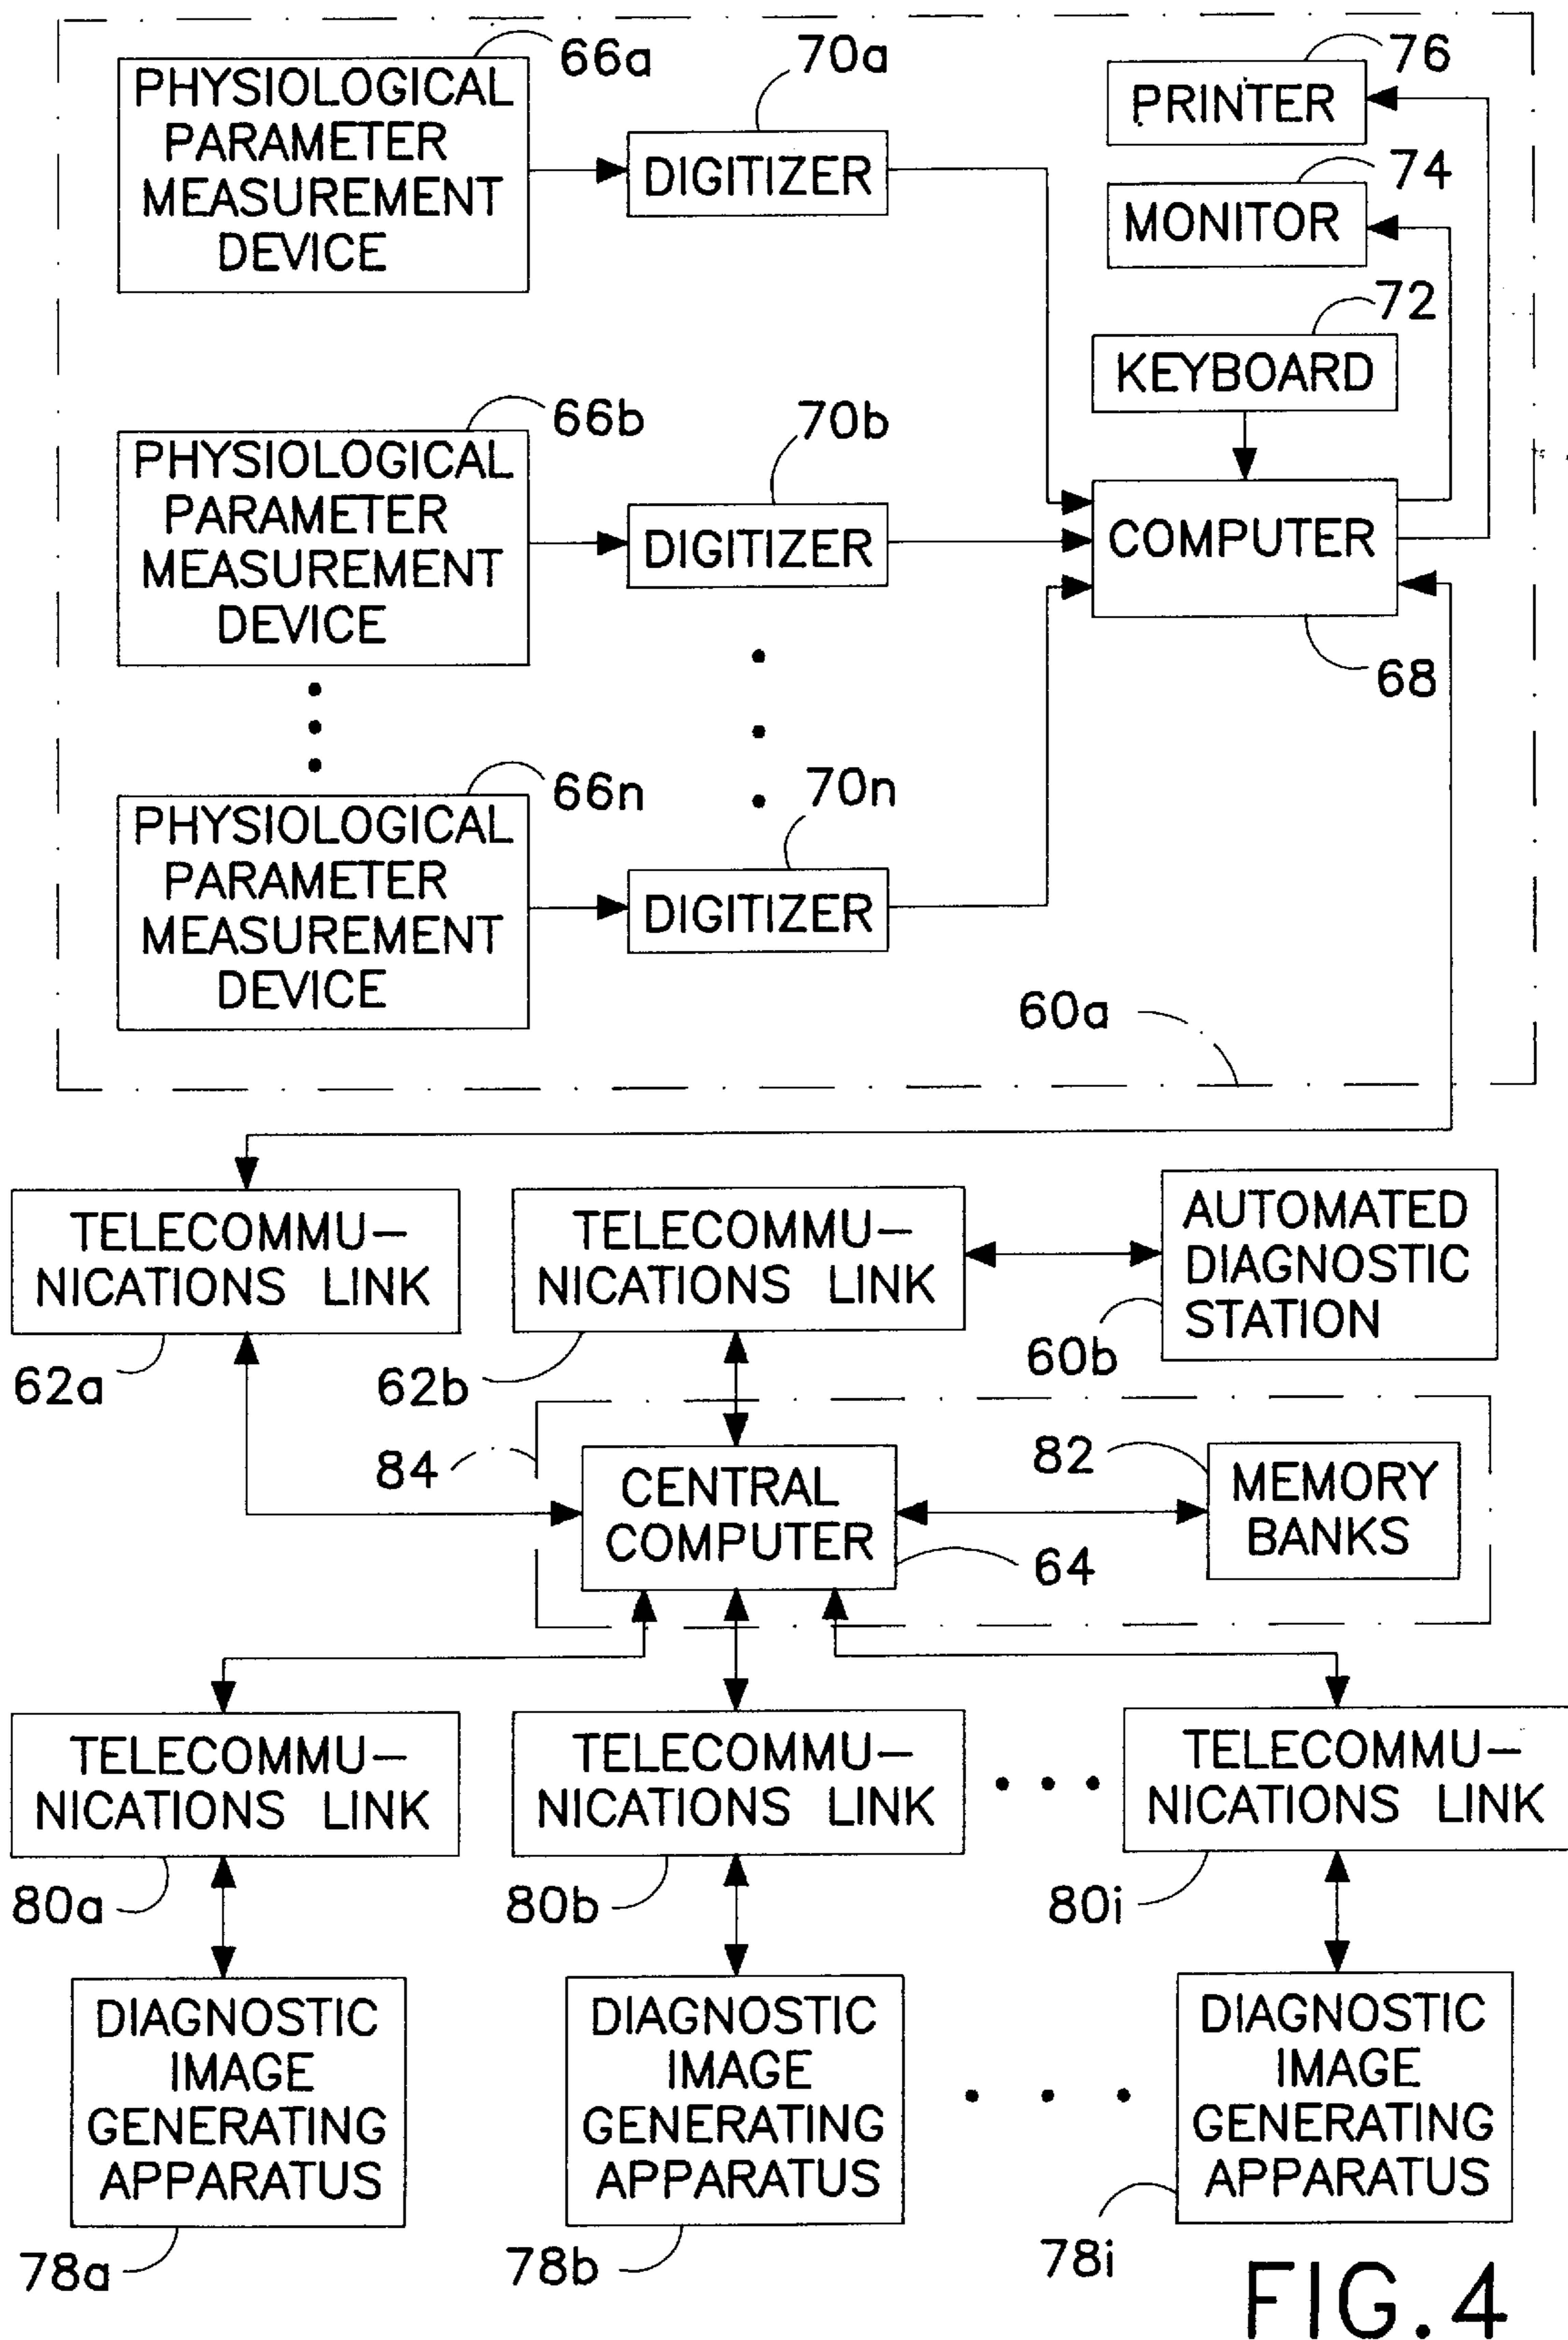 66a
PHYSIOLOGICAL
PARAMETER
MEASUREMENT
DEVICE
70a
DIGITIZER
76
PRINTER
74
MONITOR
72
KEYBOARD
66b
PHYSIOLOGICAL
PARAMETER
MEASUREMENT
DEVICE
70b
DIGITIZER
COMPUTER
68
66n
PHYSIOLOGICAL
PARAMETER
MEASUREMENT
DEVICE
70n
DIGITIZER
60a
TELECOMMU-
NICATIONS LINK
62a
TELECOMMU-
NICATIONS LINK
62b
AUTOMATED
DIAGNOSTIC
STATION
60b
84
CENTRAL
COMPUTER
64
82
MEMORY
BANKS
TELECOMMU-
NICATIONS LINK
80a
TELECOMMU-
NICATIONS LINK
80b
TELECOMMU-
NICATIONS LINK
80i
DIAGNOSTIC
IMAGE
GENERATING
APPARATUS
78a
DIAGNOSTIC
IMAGE
GENERATING
APPARATUS
78b
DIAGNOSTIC
IMAGE
GENERATING
APPARATUS
78i
FIG.4